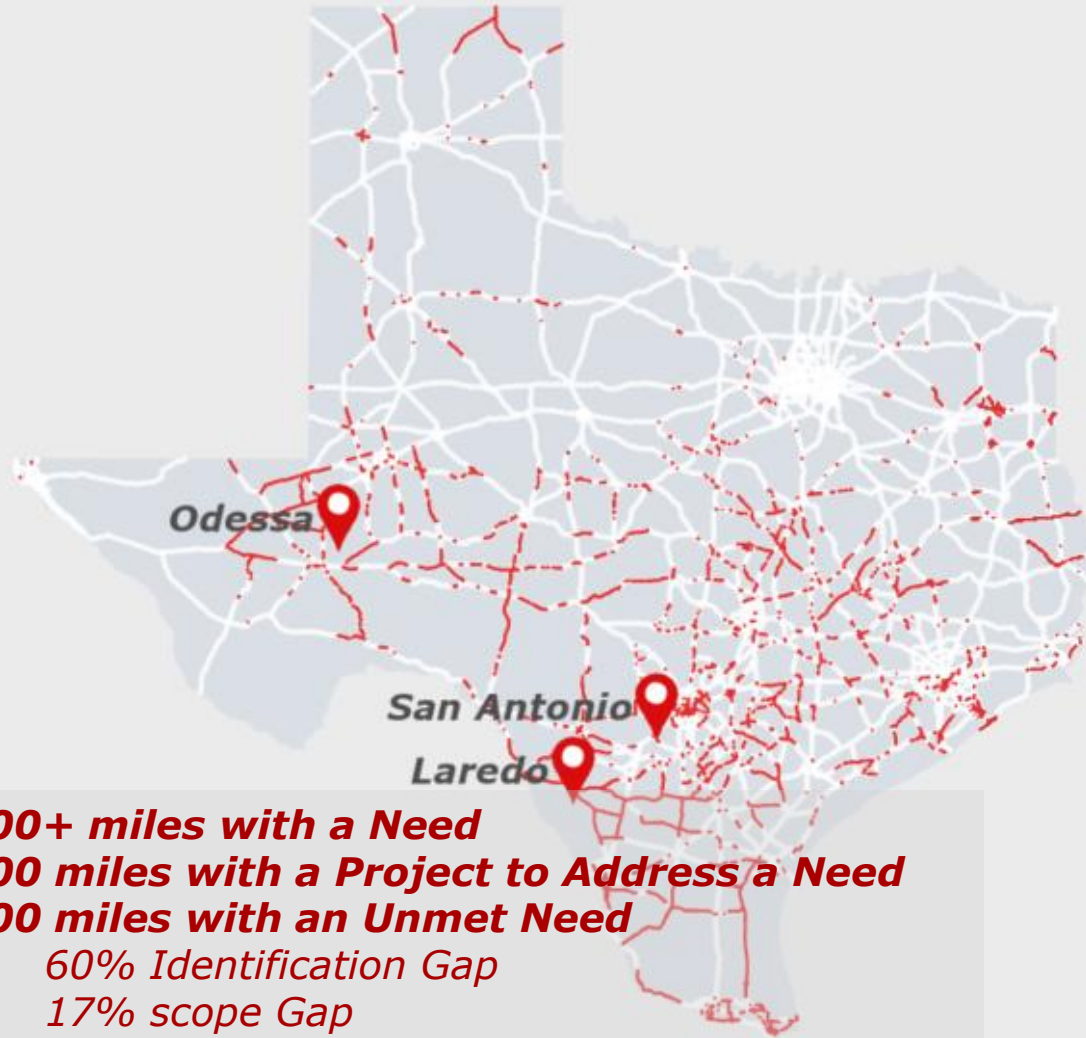 Odessa
San Antonio
Laredo
00+ miles with a Need
00 miles with a Project to Address a Need
00 miles with an Unmet Need
60% Identification Gap
17% scope Gap